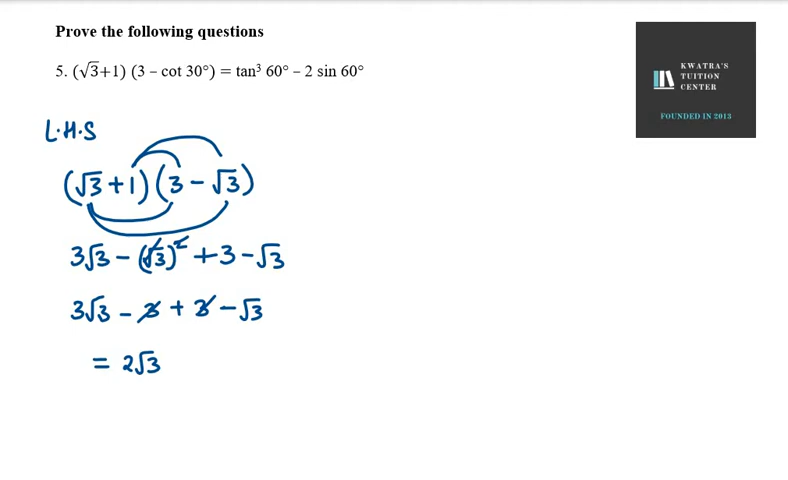 Prove the following questions
5. (√3+1) (3 – cot 30°) = tan³ 60° – 2 sin 60°
KWATRA'S
TUITION
CENTER
FOUNDED IN 2013
L.H.S
(√3 + 1) (3 - √3)
3√3 - (√3)² + 3 - √3
3√3 - 3 + 3 - √3
= 2√3